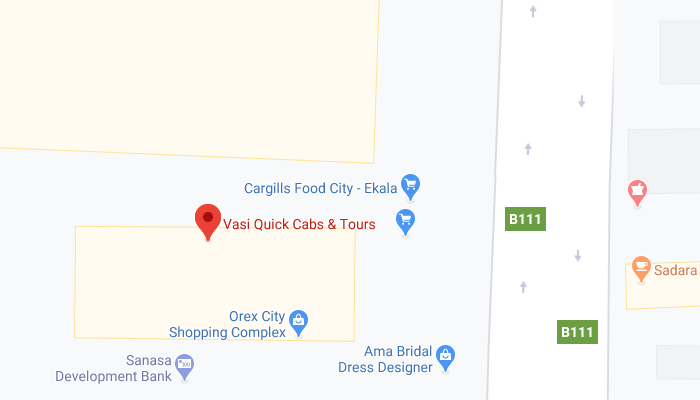 Cargills Food City - Ekala
Vasi Quick Cabs & Tours
B111
Sadara
Orex City
Shopping Complex
B111
Ama Bridal
Dress Designer
Sanasa
Development Bank